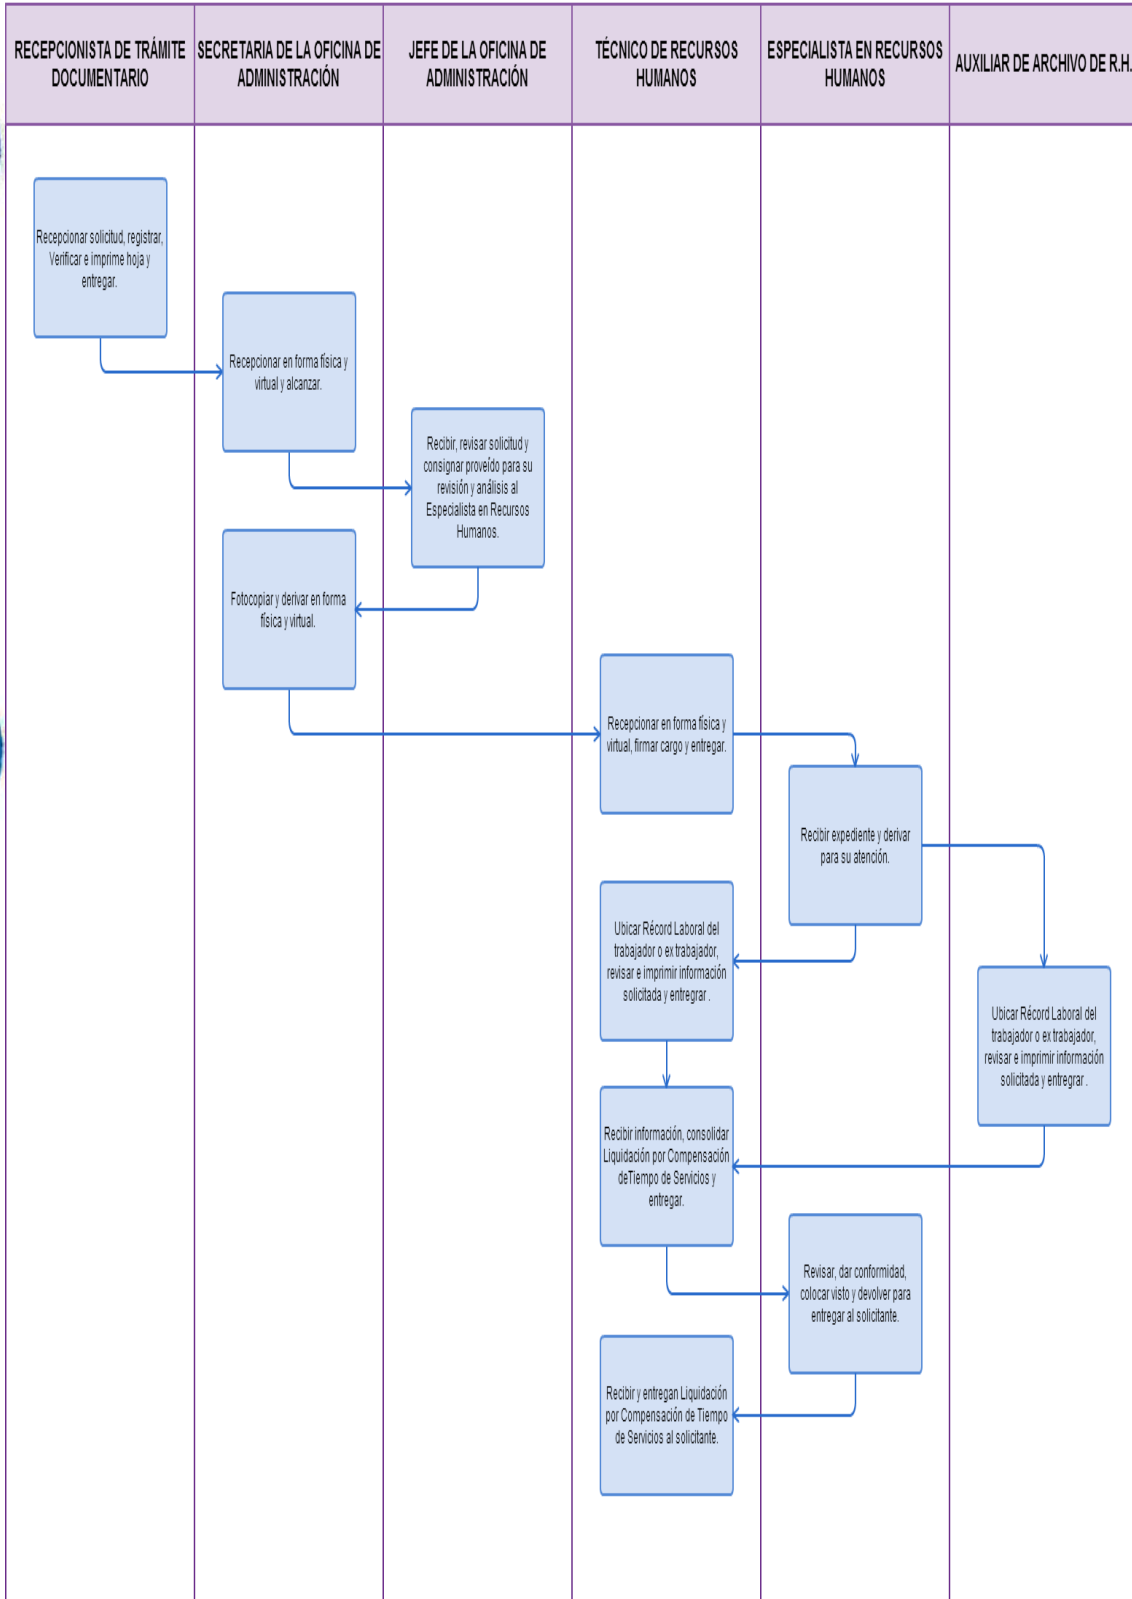 RECEPCIONISTA DE TRÁMITE
DOCUMENTARIO
SECRETARIA DE LA OFICINA DE
ADMINISTRACIÓN
JEFE DE LA OFICINA DE
ADMINISTRACIÓN
TÉCNICO DE RECURSOS
HUMANOS
ESPECIALISTA EN RECURSOS
HUMANOS
AUXILIAR DE ARCHIVO DE R.H.
Recepcionar solicitud, registrar,
Verificar e imprime hoja y
entregar.
Recepcionar en forma física y
virtual y alcanzar.
Recibir, revisar solicitud y
consignar proveído para su
revisión y análisis al
Especialista en Recursos
Humanos.
Fotocopiar y derivar en forma
física y virtual.
Recepcionar en forma física y
virtual, firmar cargo y entregar.
Recibir expediente y derivar
para su atención.
Ubicar Récord Laboral del
trabajador o ex trabajador,
revisar e imprimir información
solicitada y entregrar .
Ubicar Récord Laboral del
trabajador o ex trabajador,
revisar e imprimir información
solicitada y entregrar .
Recibir información, consolidar
Liquidación por Compensación
deTiempo de Servicios y
entregar.
Revisar, dar conformidad,
colocar visto y devolver para
entregar al solicitante.
Recibir y entregan Liquidación
por Compensación de Tiempo
de Servicios al solicitante.